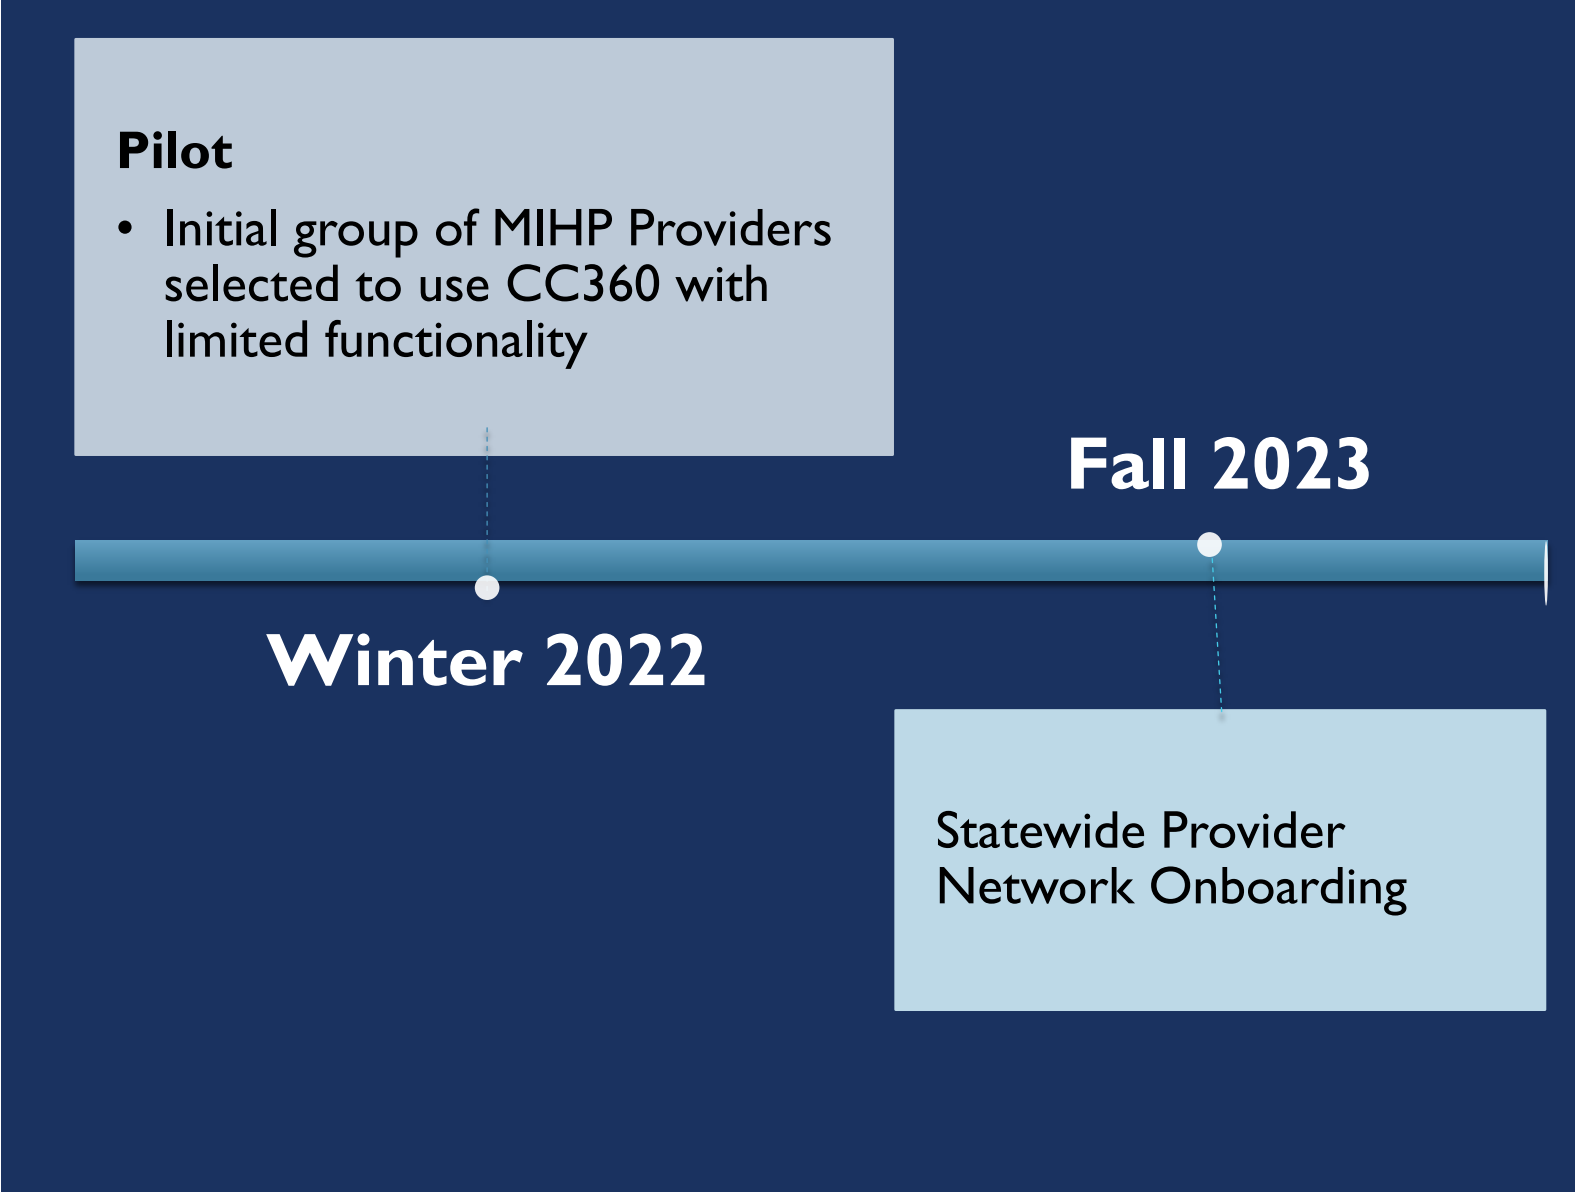 Pilot
• Initial group of MIHP Providers
selected to use CC360 with
limited functionality
Fall 2023
Winter 2022
Statewide Provider
Network Onboarding